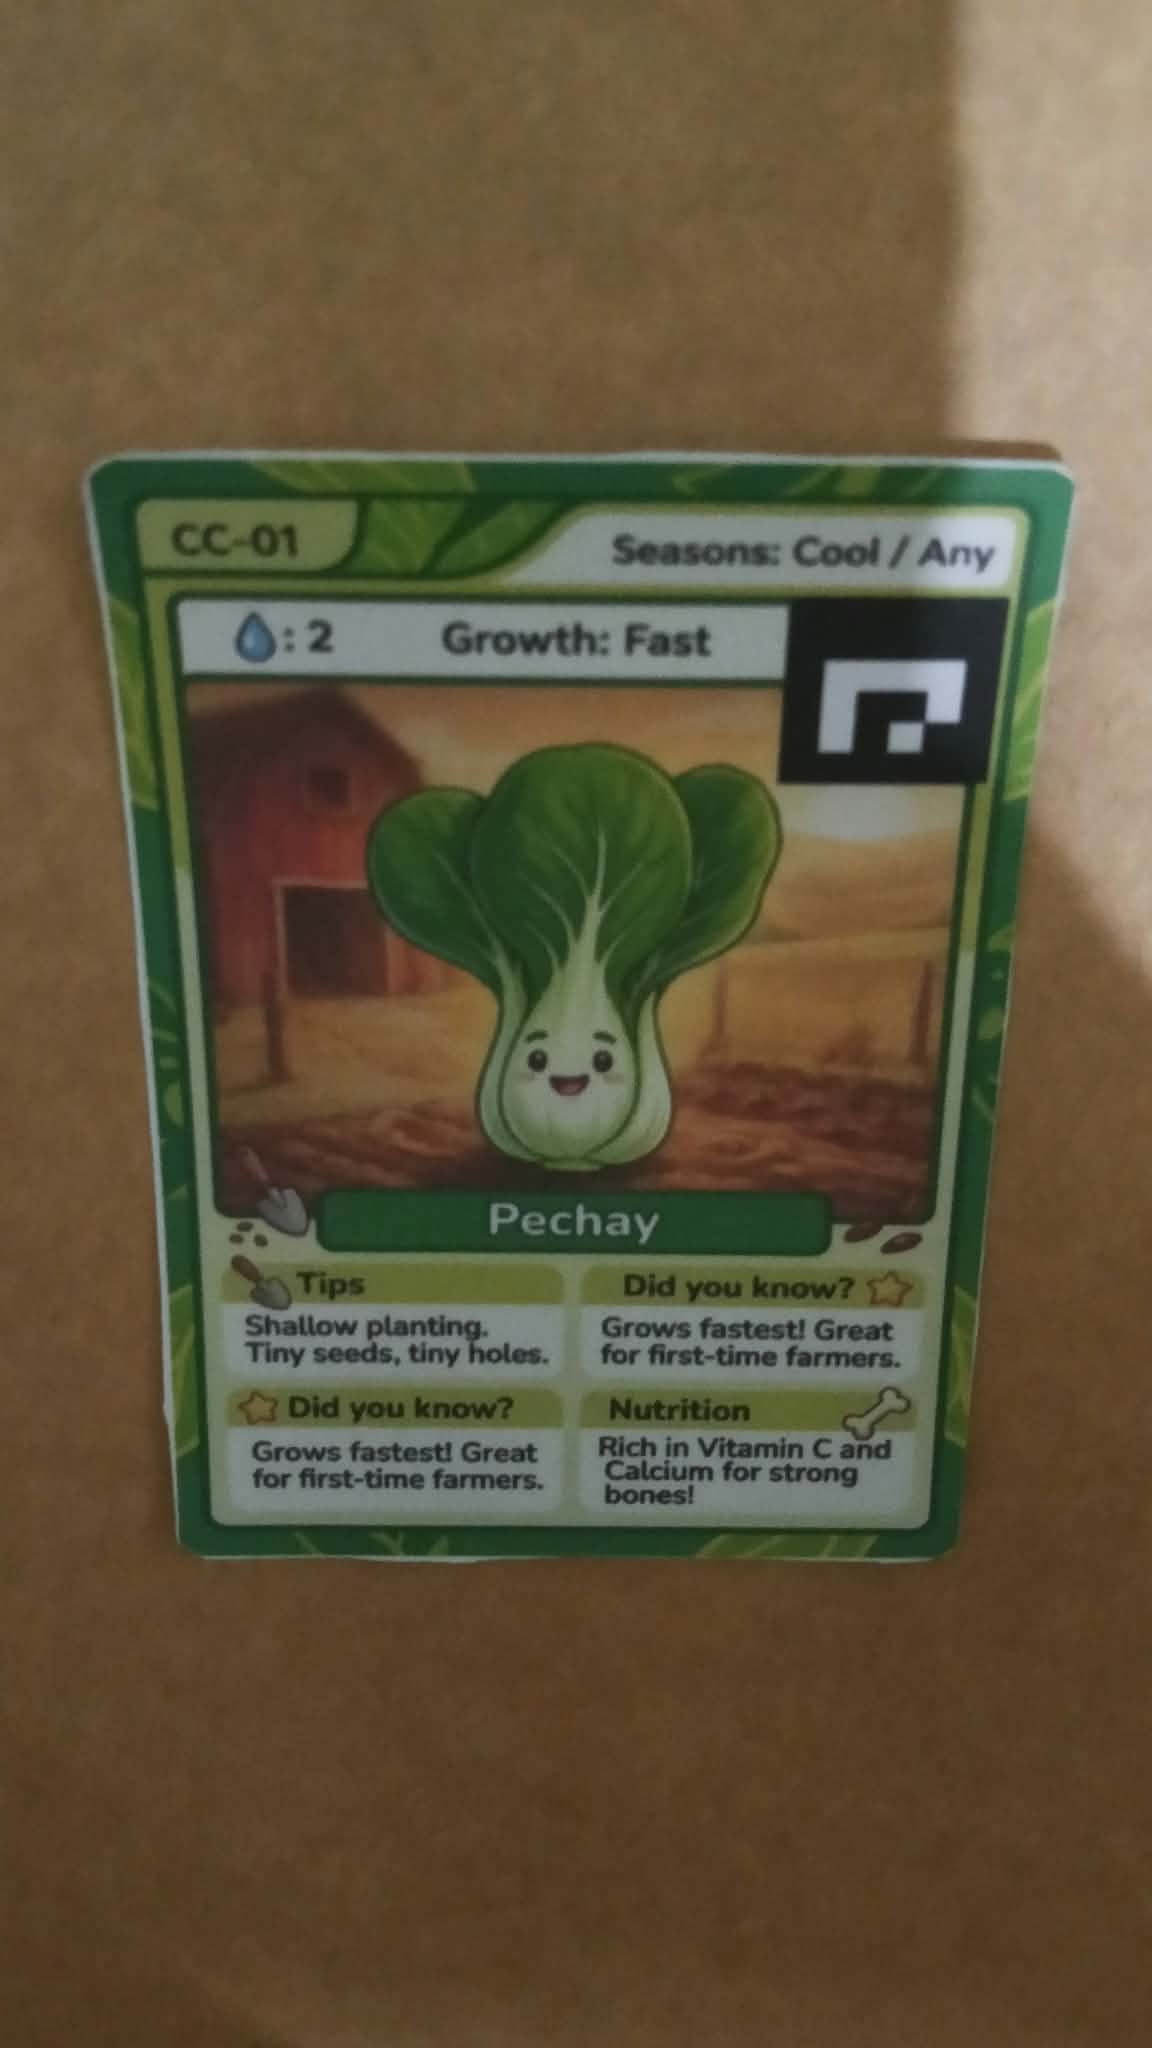 CC-01
Seasons: Cool / Any
: 2
Growth: Fast
Pechay
Tips
Shallow planting.
Tiny seeds, tiny holes.
Did you know?
Grows fastest! Great
for first-time farmers.
Did you know?
Grows fastest! Great
for first-time farmers.
Nutrition
Rich in Vitamin C and
Calcium for strong
bones!